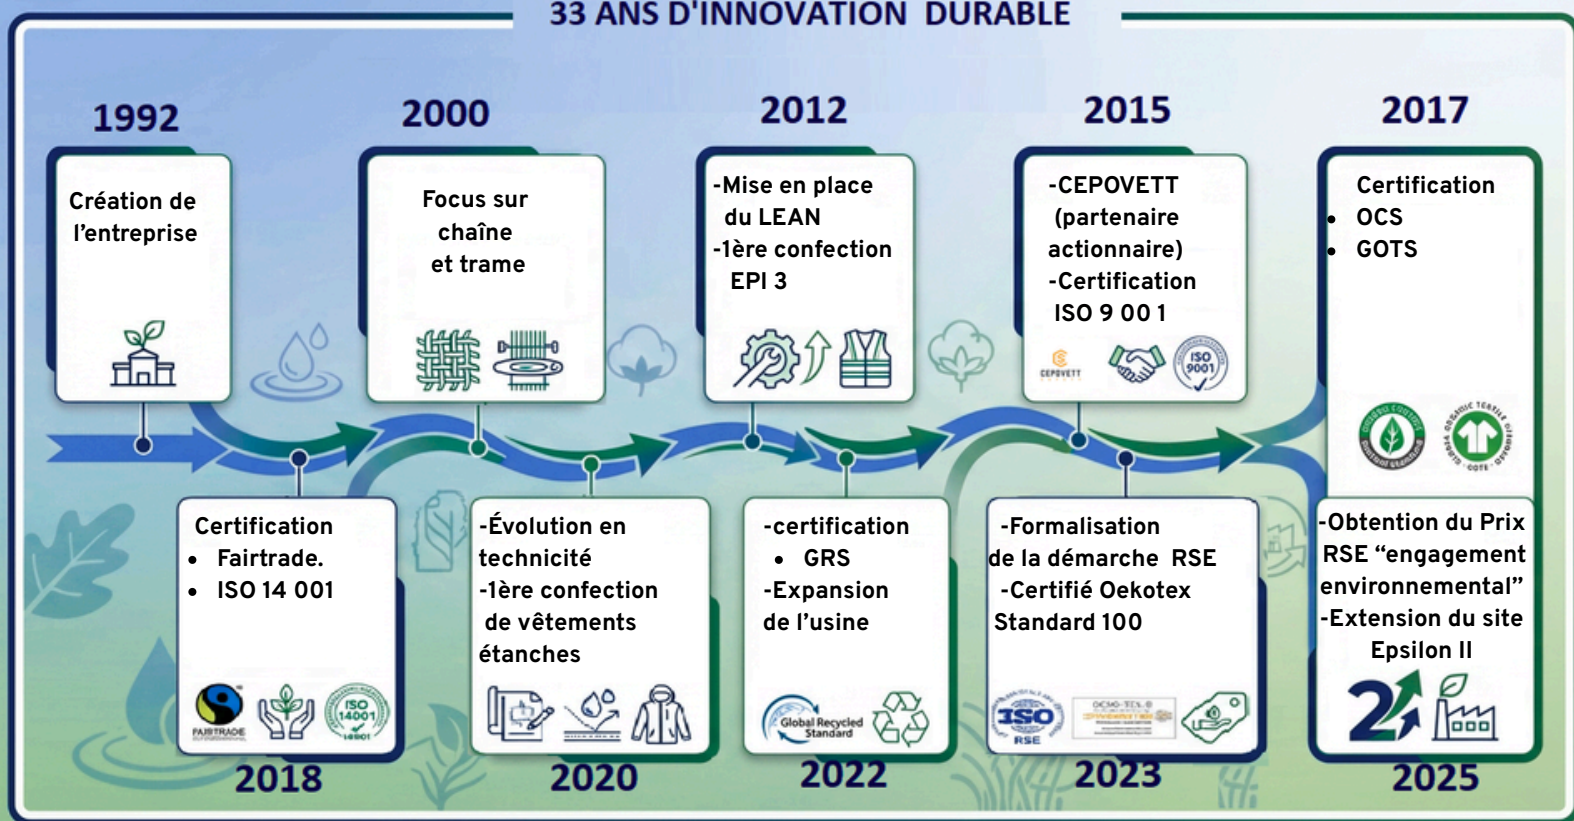 33 ANS D'INNOVATION DURABLE
1992
Création de
l'entreprise
2000
Focus sur
chaîne
et trame
2012
-Mise en place
du LEAN
-1ère confection
EPI 3
2015
-CEPOVETT
(partenaire
actionnaire)
-Certification
ISO 9 00 1
CEPOVETT
ISO
9001
2017
Certification
• OCS
• GOTS
Certification
• Fairtrade.
• ISO 14 001
FAIRTRADE
ISO
14001
2018
-Évolution en
technicité
-1ère confection
de vêtements
étanches
2020
-certification
• GRS
-Expansion
de l'usine
Global Recycled
Standard
2022
-Formalisation
de la démarche RSE
-Certifié Oekotex
Standard 100
ISO
RSE
2023
-Obtention du Prix
RSE “engagement
environnemental”
-Extension du site
Epsilon II
2
2025